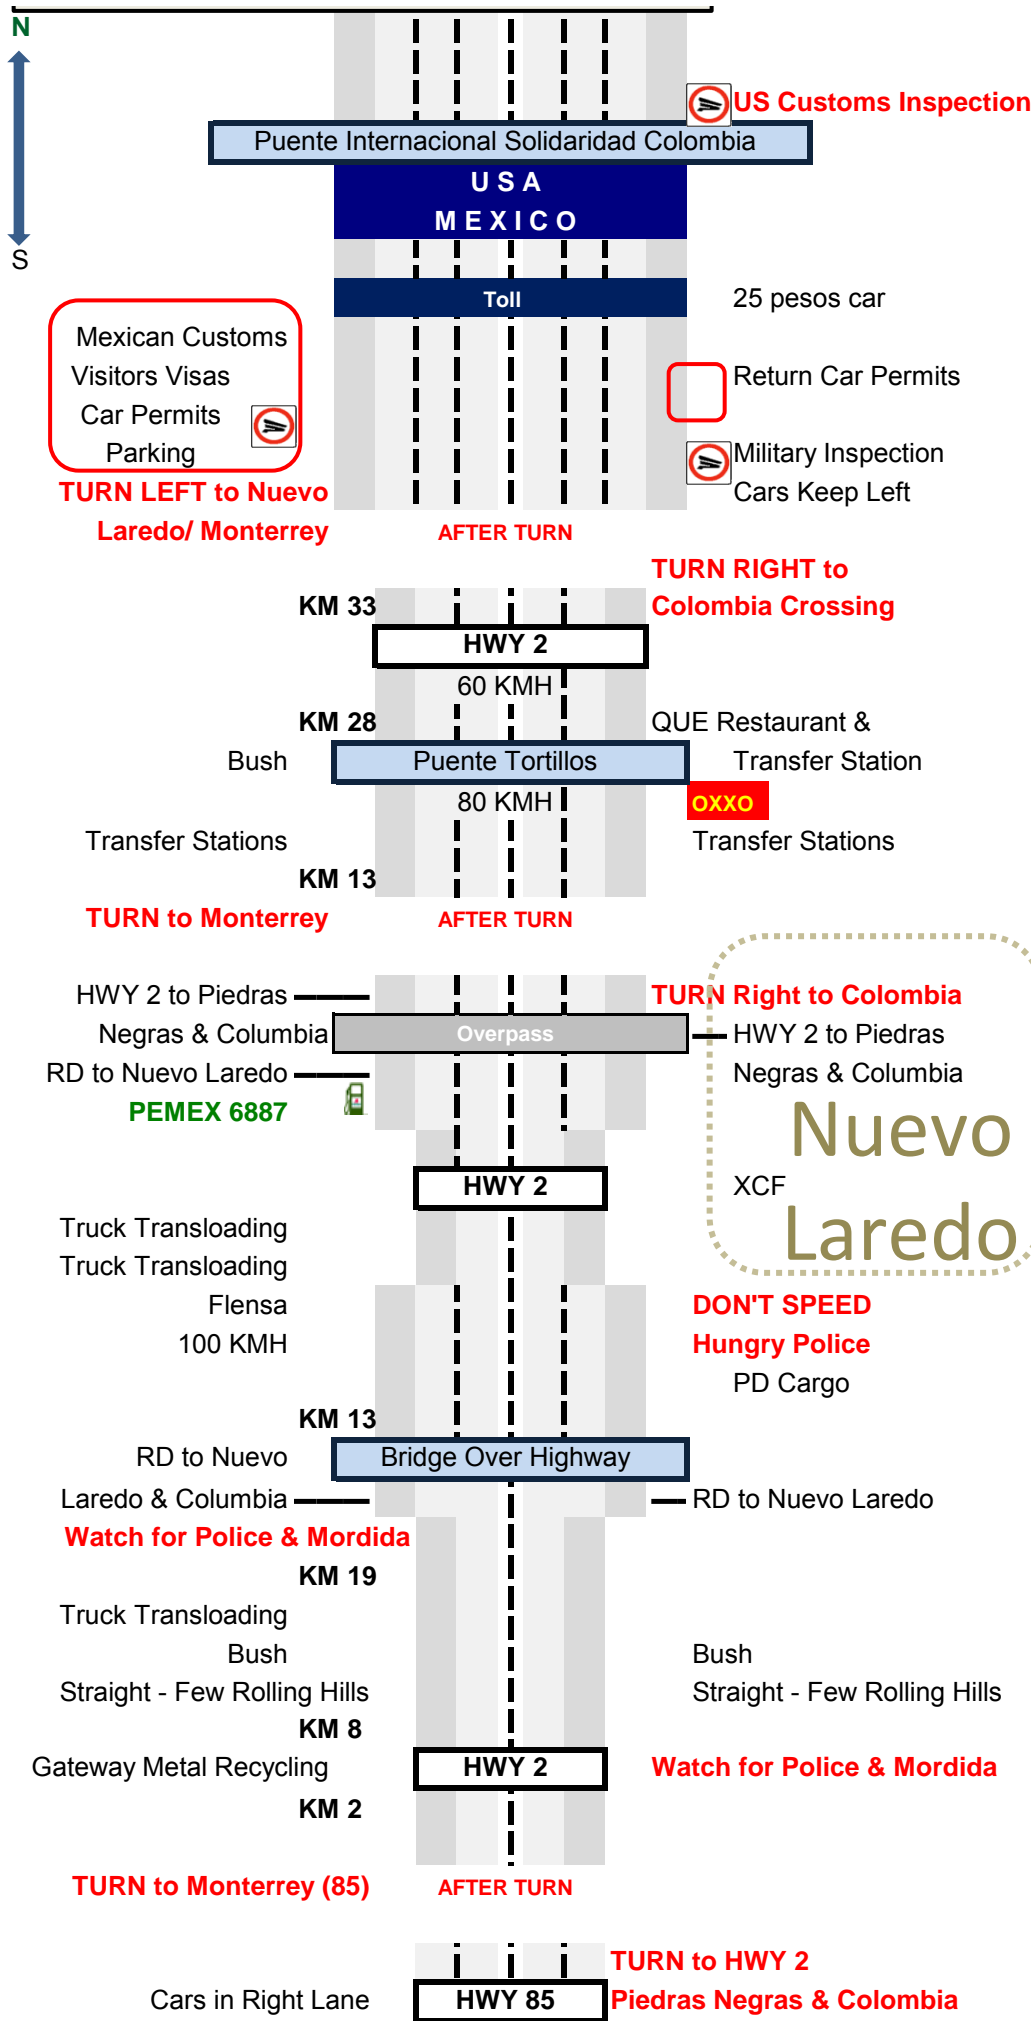 N
US Customs Inspection
Puente Internacional Solidaridad Colombia
USA
MEXICO
S
Toll
25 pesos car
Mexican Customs
Visitors Visas
Return Car Permits
Car Permits
Parking
Military Inspection
TURN LEFT to Nuevo
Cars Keep Left
Laredo/ Monterrey
AFTER TURN
TURN RIGHT to
KM 33
Colombia Crossing
HWY 2
60 KMH
KM 28
QUE Restaurant &
Bush
Puente Tortillos
Transfer Station
80 KMH
OXXO
Transfer Stations
Transfer Stations
KM 13
TURN to Monterrey
AFTER TURN
HWY 2 to Piedras
TURN Right to Colombia
Negras & Columbia
Overpass
HWY 2 to Piedras
RD to Nuevo Laredo
Negras & Columbia
PEMEX 6887
Nuevo
HWY 2
XCF
Truck Transloading
Laredo
Truck Transloading
Flensa
DON'T SPEED
100 KMH
Hungry Police
PD Cargo
KM 13
RD to Nuevo
Bridge Over Highway
Laredo & Columbia
RD to Nuevo Laredo
Watch for Police & Mordida
KM 19
Truck Transloading
Bush
Bush
Straight - Few Rolling Hills
Straight - Few Rolling Hills
KM 8
Gateway Metal Recycling
HWY 2
Watch for Police & Mordida
KM 2
TURN to Monterrey (85)
AFTER TURN
TURN to HWY 2
Cars in Right Lane
HWY 85
Piedras Negras & Colombia